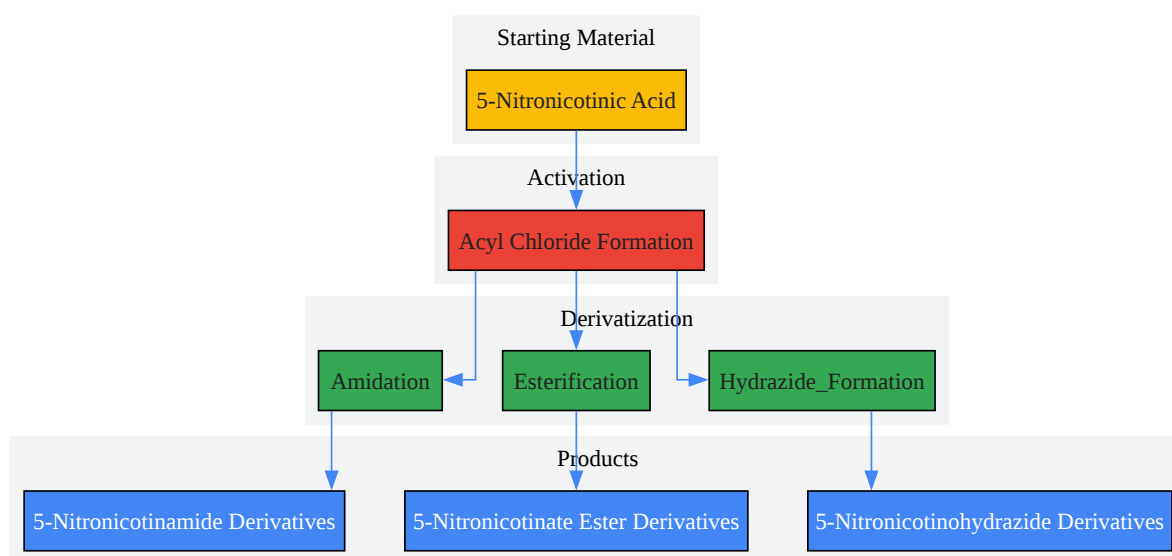 Starting Material
5-Nitronicotinic Acid
Activation
Acyl Chloride Formation
Derivatization
Amidation
Esterification
Hydrazide_Formation
Products
5-Nitronicotinamide Derivatives
5-Nitronicotinate Ester Derivatives
5-Nitronicotinohydrazide Derivatives